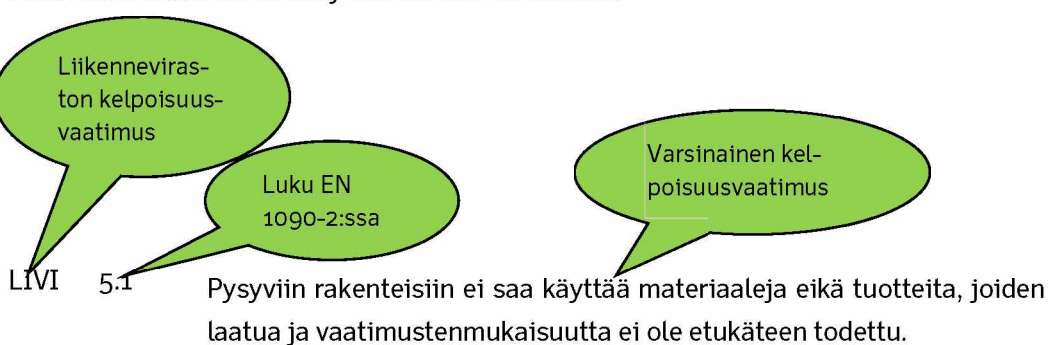 Liikenneviras-
ton kelpoisuus-
vaatimus
Luku EN
1090-2:ssa
Varsinainen kel-
poisuusvaatimus
LIVI 5.1 Pysyviin rakenteisiin ei saa käyttää materiaaleja eikä tuotteita, joiden
laatua ja vaatimustenmukaisuutta ei ole etukäteen todettu.